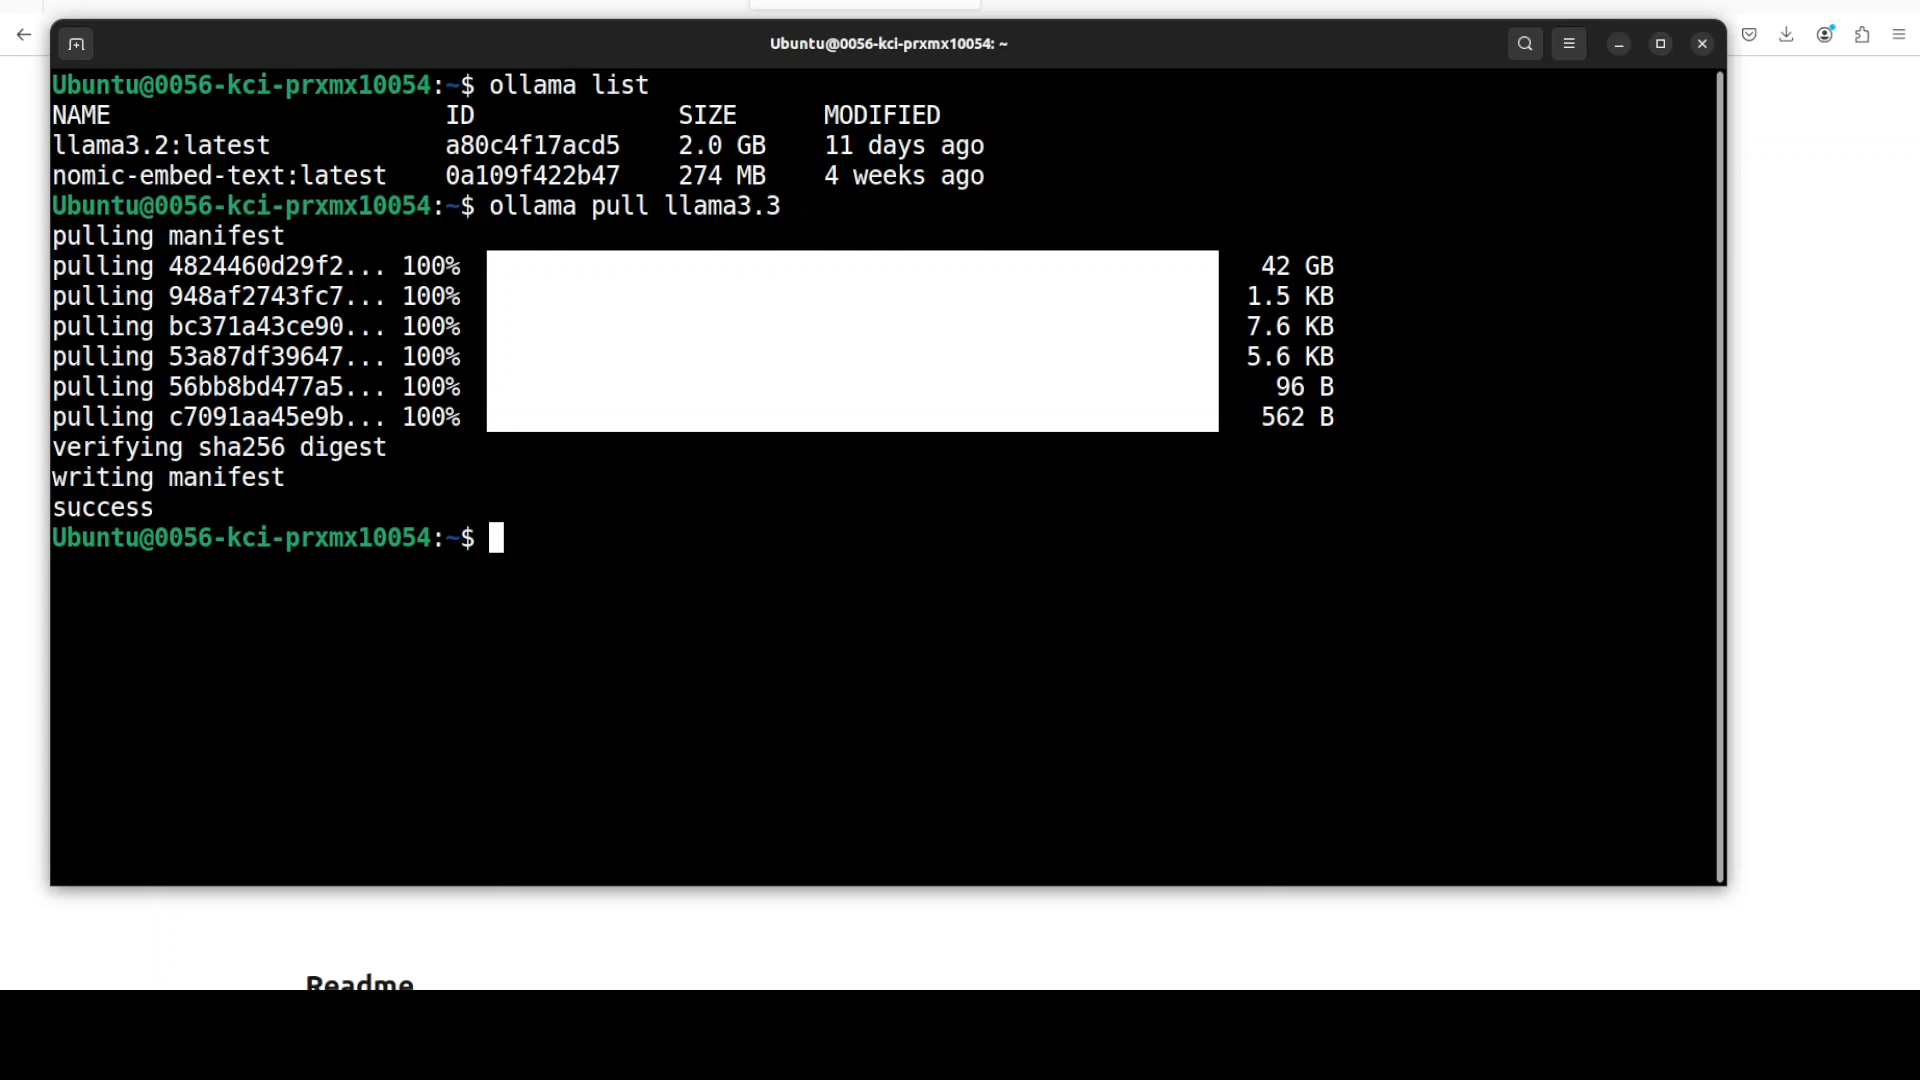 Ubuntu@0056-kci-prxmx10054: ~
Ubuntu@0056-kci-prxmx10054:~$ ollama list
NAME ID SIZE MODIFIED
llama3.2:latest a80c4f17acd5 2.0 GB 11 days ago
nomic-embed-text:latest 0a109f422b47 274 MB 4 weeks ago
Ubuntu@0056-kci-prxmx10054:~$ ollama pull llama3.3
pulling manifest
pulling 4824460d29f2... 100% 42 GB
pulling 948af2743fc7... 100% 1.5 KB
pulling bc371a43ce90... 100% 7.6 KB
pulling 53a87df39647... 100% 5.6 KB
pulling 56bb8bd477a5... 100% 96 B
pulling c7091aa45e9b... 100% 562 B
verifying sha256 digest
writing manifest
success
Ubuntu@0056-kci-prxmx10054:~$
Readme